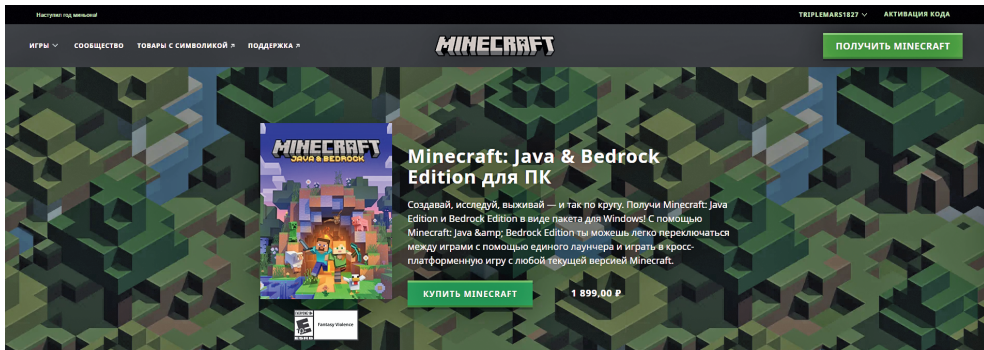 Наступил год миньона!
TRIPLEMARS1827
АКТИВАЦИЯ КОДА
ИГРЫ
СООБЩЕСТВО
ТОВАРЫ С СИМВОЛИКОЙ
ПОДДЕРЖКА
MINECRAFT
ПОЛУЧИТЬ MINECRAFT
MINECRAFT
JAVA & BEDROCK
Minecraft: Java & Bedrock
Edition для ПК
Создавай, исследуй, выживай — и так по кругу. Получи Minecraft: Java
Edition и Bedrock Edition в виде пакета для Windows! С помощью
Minecraft: Java &amp; Bedrock Edition ты можешь легко переключаться
между играми с помощью единого лаунчера и играть в кросс-
платформенную игру с любой текущей версией Minecraft.
КУПИТЬ MINECRAFT
1 899,00 ₽
Fantasy Violence
ESRB